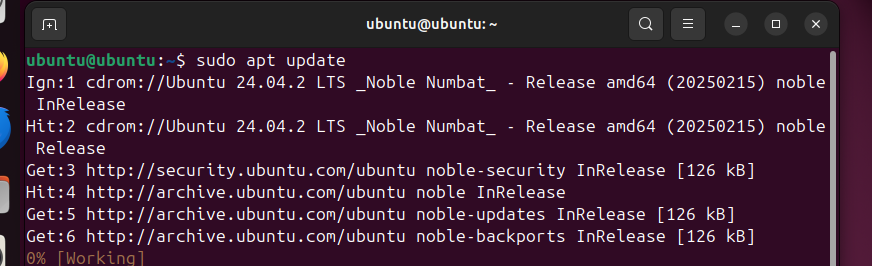 ubuntu@ubuntu: ~
ubuntu@ubuntu:~$ sudo apt update
Ign:1 cdrom://Ubuntu 24.04.2 LTS _Noble Numbat_ - Release amd64 (20250215) noble
 InRelease
Hit:2 cdrom://Ubuntu 24.04.2 LTS _Noble Numbat_ - Release amd64 (20250215) noble
 Release
Get:3 http://security.ubuntu.com/ubuntu noble-security InRelease [126 kB]
Hit:4 http://archive.ubuntu.com/ubuntu noble InRelease
Get:5 http://archive.ubuntu.com/ubuntu noble-updates InRelease [126 kB]
Get:6 http://archive.ubuntu.com/ubuntu noble-backports InRelease [126 kB]
0% [Working]